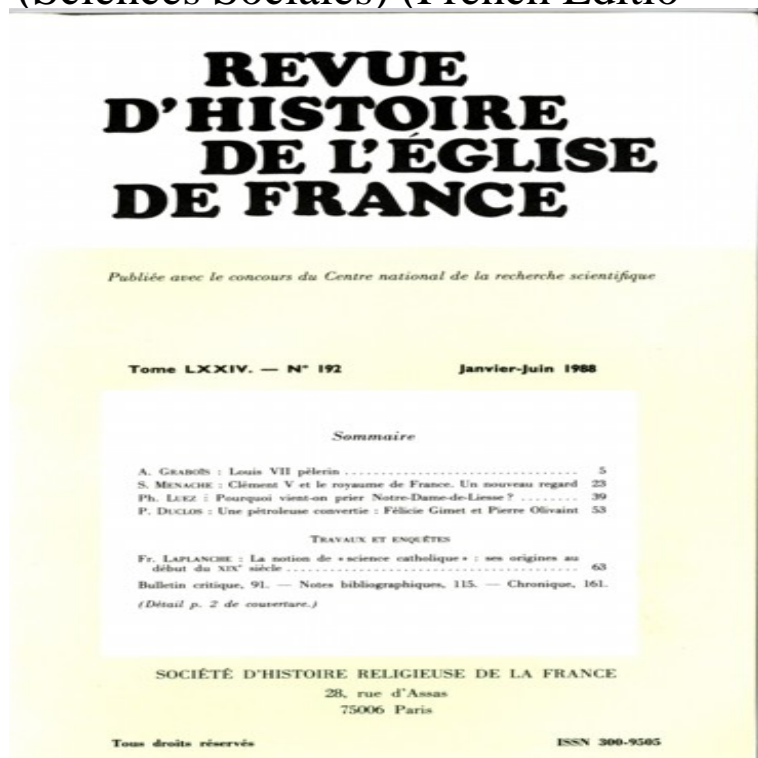 (Sciences Sociales) (French Editio
REVUE
D'HISTOIRE
DE L'ÉGLISE
DE FRANCE
Publiée avec le concours du Centre national de la recherche scientifique
Tome LXXIV. — N° 192 Janvier-Juin 1988
Sommaire
A. GRABOÏS : Louis VII pèlerin ................................ 5
S. MENACHE : Clément V et le royaume de France. Un nouveau regard 23
Ph. LUEZ : Pourquoi vient-on prier Notre-Dame-de-Liesse ? ........ 39
P. DUCLOS : Une pétroleuse convertie : Félicie Gimet et Pierre Olivaint 53
TRAVAUX ET ENQUÊTES
Fr. LAPLANCHE : La notion de « science catholique » : ses origines au
début du XIXe siècle ........................................ 63
Bulletin critique, 91. — Notes bibliographiques, 115. — Chronique, 161.
(Détail p. 2 de couverture.)
SOCIÉTÉ D'HISTOIRE RELIGIEUSE DE LA FRANCE
28, rue d'Assas
75006 Paris
Tous droits réservés ISSN 300-9505